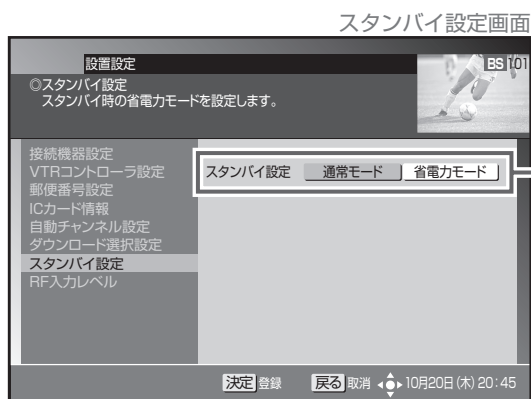 スタンバイ設定画面
設置設定
BS 101
◎スタンバイ設定
スタンバイ時の省電力モードを設定します。
接続機器設定
VTRコントローラ設定
郵便番号設定
ICカード情報
自動チャンネル設定
ダウンロード選択設定
スタンバイ設定
RF入力レベル
スタンバイ設定 通常モード 省電力モード
決定 登録 戻る 取消 10月20日(木) 20:45